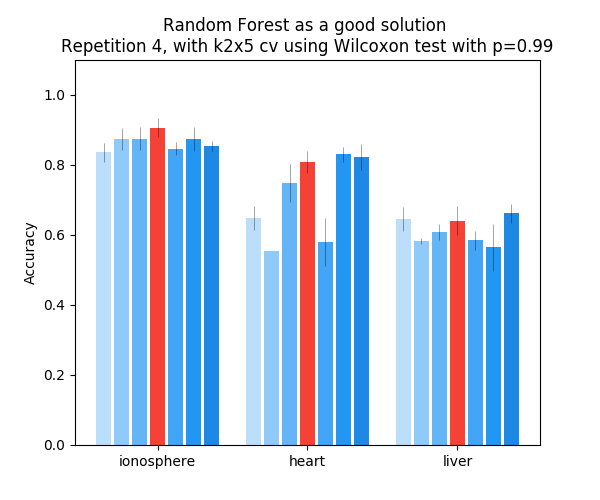 Random Forest as a good solution
Repetition 4, with k2x5 cv using Wilcoxon test with p=0.99
1.0
0.8
0.6
0.4
0.2
0.0
Accuracy
ionosphere
heart
liver